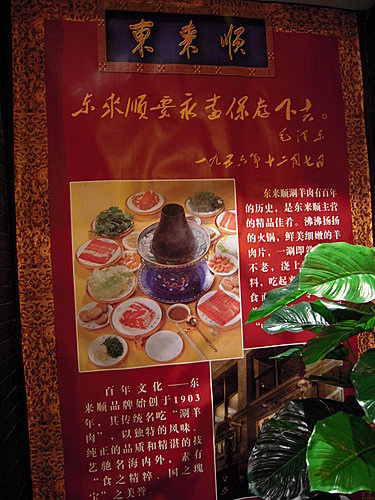 東来順
东来顺要永远保存下去。
毛泽东
一九五六年十二月七日
东来顺涮羊肉有百年
的历史，是东来顺主营
的精品佳肴。沸沸扬扬
的火锅，鲜美细嫩的羊
肉片，一涮即
不老，浇上
料，吃起
食
百年文化——东
来顺品牌始创于1903
年，其传统名吃“涮羊
肉”，以独特的风味、
纯正的品质和精湛的技
艺驰名海内外，素有
“食之精粹、国之瑰
宝”之美誉